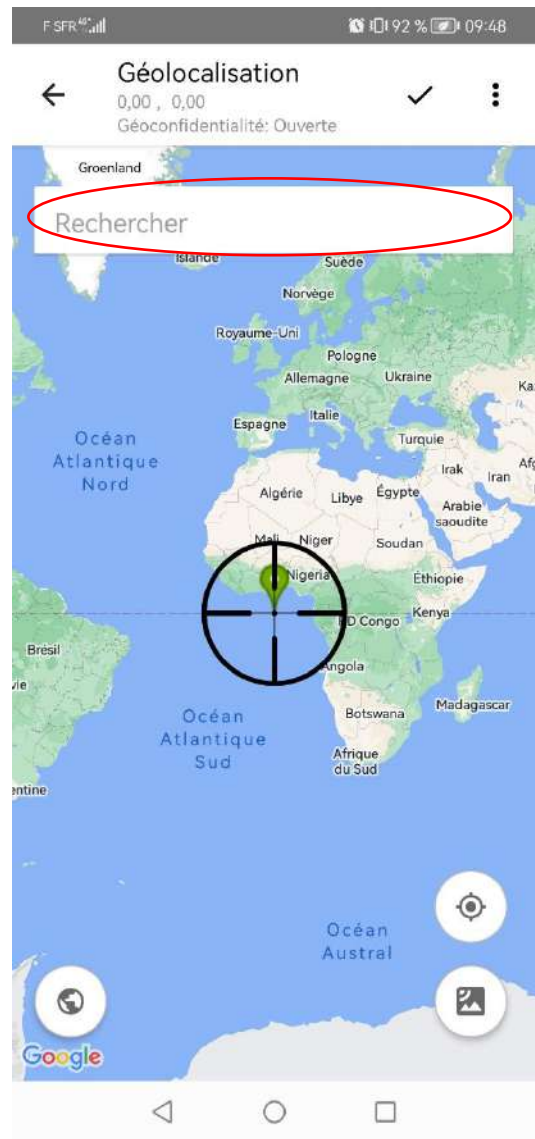 F SFR 4G 92 % 09:48
Géolocalisation
0,00 , 0,00
Géoconfidentialité: Ouverte
Groenland
Rechercher
Islande
Suède
Norvège
Royaume-Uni
Pologne
Allemagne
Ukraine
Ka
Italie
Espagne
Turquie
Océan
Atlantique
Nord
Irak
Iran
Afg
Algérie
Libye
Égypte
Arabie
saoudite
Mali
Niger
Soudan
Nigeria
Éthiopie
RD Congo
Kenya
Brésil
vie
Angola
Océan
Atlantique
Sud
Botswana
Madagascar
Afrique
du Sud
entine
Océan
Austral
Google